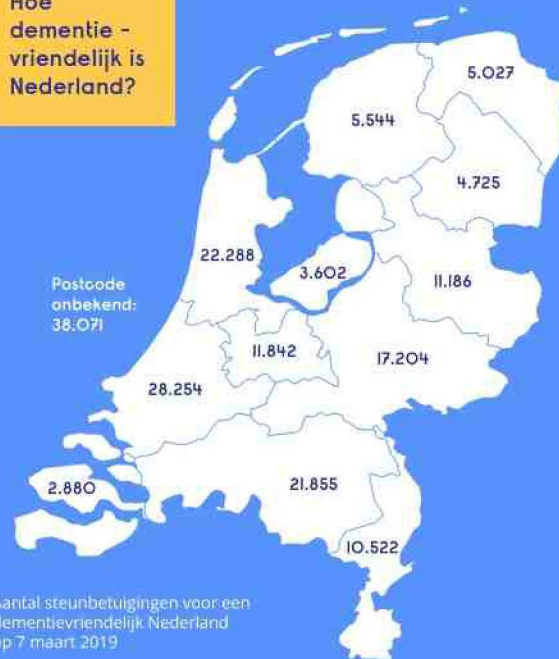 Hoe
dementie -
vriendelijk is
Nederland?
5.027
5.544
4.725
22.288
3.602
11.186
Postcode
onbekend:
38.071
11.842
17.204
28.254
2.880
21.855
10.522
aantal steunbetuigingen voor een
dementievriendelijk Nederland
op 7 maart 2019